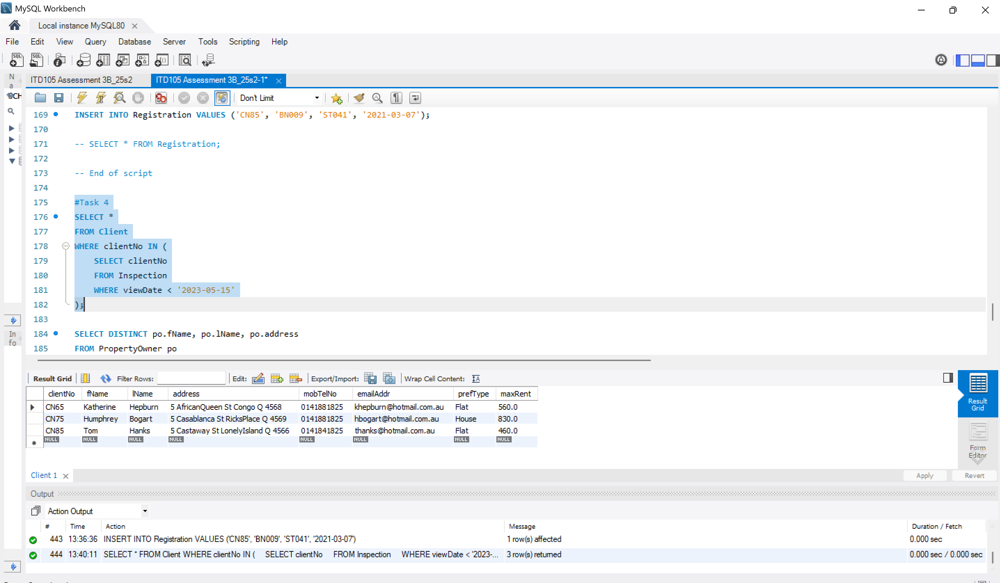 MySQL Workbench
Local instance MySQL80
File Edit View Query Database Server Tools Scripting Help
N
a
ITD105 Assessment 3B_25s2 ITD105 Assessment 3B_25s2-1*
SCH
Don't Limit
169 INSERT INTO Registration VALUES ('CN85', 'BN009', 'ST041', '2021-03-07');
170
171 -- SELECT * FROM Registration;
172
173 -- End of script
174
175 #Task 4
176 SELECT *
177 FROM Client
178 WHERE clientNo IN (
179 SELECT clientNo
180 FROM Inspection
181 WHERE viewDate < '2023-05-15'
182 );
183
184 SELECT DISTINCT po.fName, po.lName, po.address
185 FROM PropertyOwner po
In
fo
Result Grid Filter Rows: Edit: Export/Import: Wrap Cell Content:
clientNo fName lName address mobTelNo emailAddr prefType maxRent
CN65 Katherine Hepburn 5 AfricanQueen St Congo Q 4568 0141881825 khepburn@hotmail.com.au Flat 560.0
CN75 Humphrey Bogart 5 Casablanca St RicksPlace Q 4569 0141881825 hbogart@hotmail.com.au House 830.0
CN85 Tom Hanks 5 Castaway St LonelyIsland Q 4566 0141841825 thanks@hotmail.com.au Flat 460.0
NULL NULL NULL NULL NULL NULL NULL NULL
Result
Grid
Form
Editor
Client 1
Apply Revert
Output
Action Output
# Time Action Message Duration / Fetch
443 13:36:36 INSERT INTO Registration VALUES ('CN85', 'BN009', 'ST041', '2021-03-07') 1 row(s) affected 0.000 sec
444 13:40:11 SELECT * FROM Client WHERE clientNo IN ( SELECT clientNo FROM Inspection WHERE viewDate < '2023-... 3 row(s) returned 0.000 sec / 0.000 sec